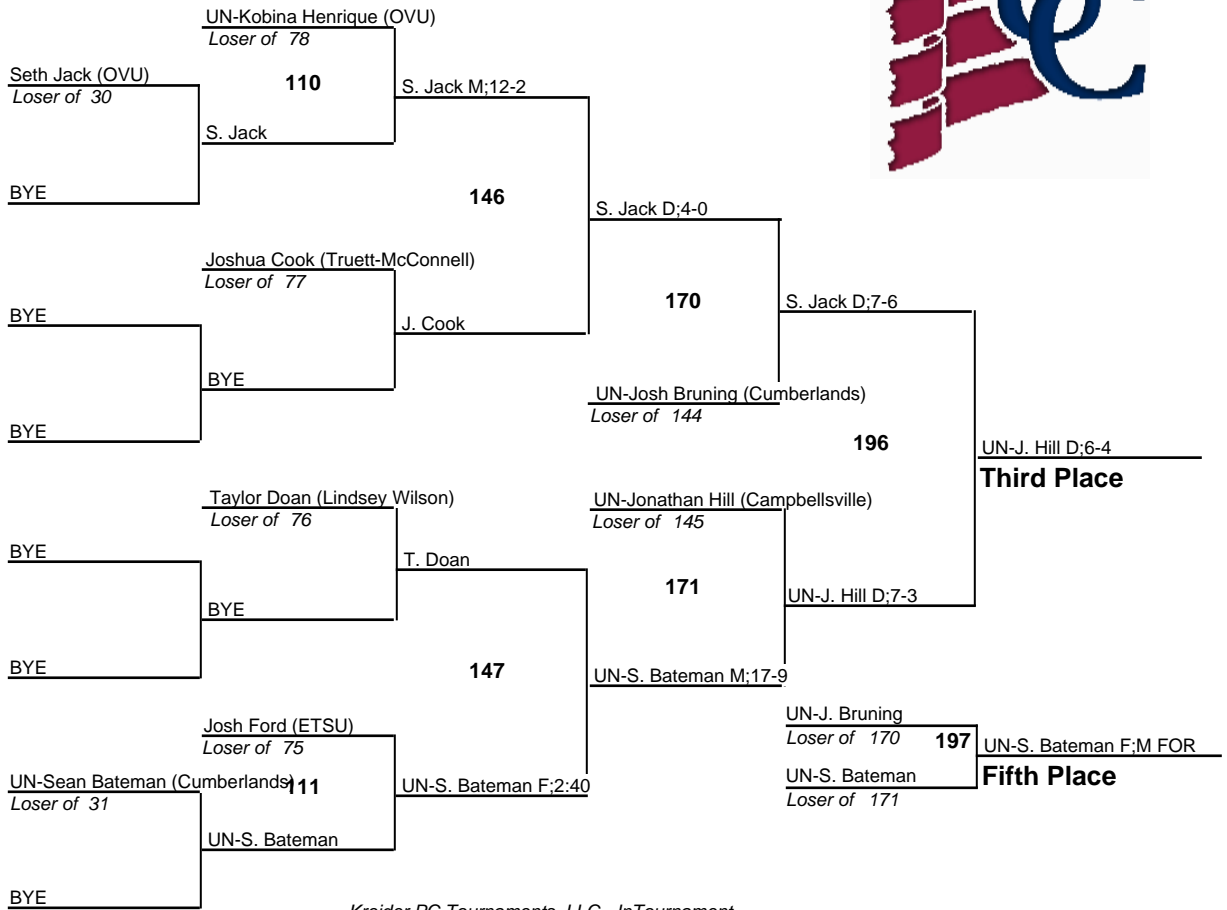 UN-Kobina Henrique (OVU)
Loser of 78
Seth Jack (OVU)
Loser of 30
110
S. Jack M;12-2
S. Jack
BYE
146
S. Jack D;4-0
Joshua Cook (Truett-McConnell)
Loser of 77
170
S. Jack D;7-6
BYE
J. Cook
BYE
UN-Josh Bruning (Cumberlands)
Loser of 144
BYE
196
UN-J. Hill D;6-4
Third Place
Taylor Doan (Lindsey Wilson)
Loser of 76
UN-Jonathan Hill (Campbellsville)
Loser of 145
BYE
T. Doan
171
BYE
UN-J. Hill D;7-3
BYE
147
UN-S. Bateman M;17-9
Josh Ford (ETSU)
Loser of 75
UN-J. Bruning
Loser of 170
197
UN-S. Bateman F;M FOR
Fifth Place
UN-Sean Bateman (Cumberlands)
Loser of 31
111
UN-S. Bateman F;2:40
UN-S. Bateman
Loser of 171
UN-S. Bateman
BYE
Kreider PC Tournaments, LLC - InTournament